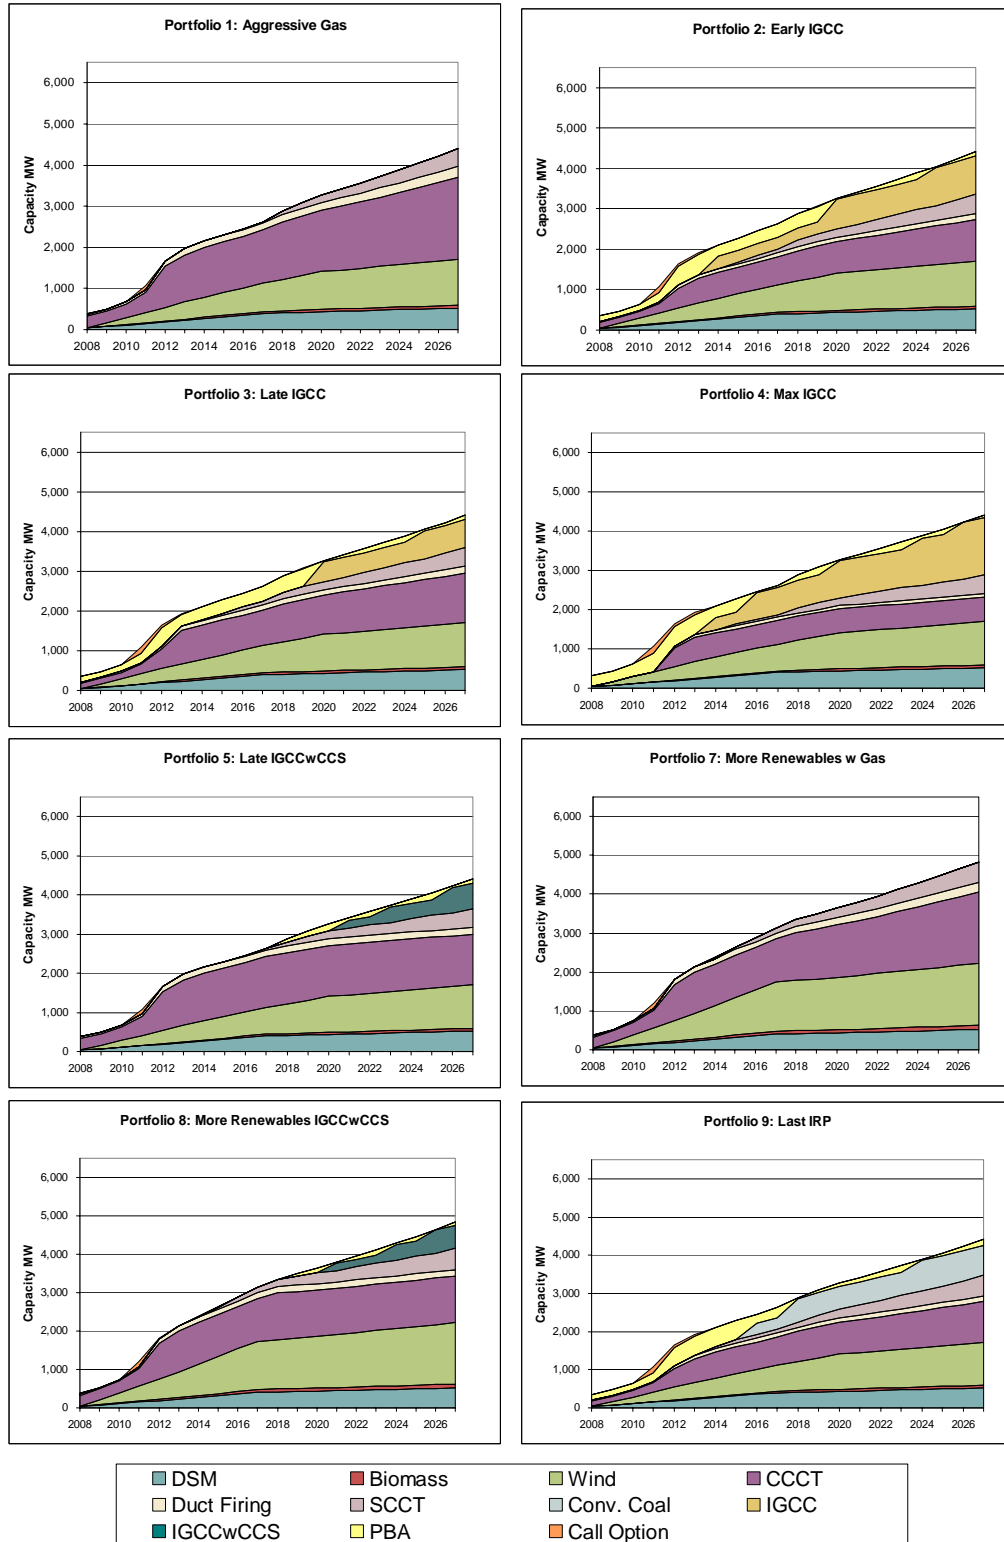 Portfolio 1: Aggressive Gas
Capacity MW
6,000
5,000
4,000
3,000
2,000
1,000
0
2008 2010 2012 2014 2016 2018 2020 2022 2024 2026
Portfolio 2: Early IGCC
Capacity MW
6,000
5,000
4,000
3,000
2,000
1,000
0
2008 2010 2012 2014 2016 2018 2020 2022 2024 2026
Portfolio 3: Late IGCC
Capacity MW
6,000
5,000
4,000
3,000
2,000
1,000
0
2008 2010 2012 2014 2016 2018 2020 2022 2024 2026
Portfolio 4: Max IGCC
Capacity MW
6,000
5,000
4,000
3,000
2,000
1,000
0
2008 2010 2012 2014 2016 2018 2020 2022 2024 2026
Portfolio 5: Late IGCCwCCS
Capacity MW
6,000
5,000
4,000
3,000
2,000
1,000
0
2008 2010 2012 2014 2016 2018 2020 2022 2024 2026
Portfolio 7: More Renewables w Gas
Capacity MW
6,000
5,000
4,000
3,000
2,000
1,000
0
2008 2010 2012 2014 2016 2018 2020 2022 2024 2026
Portfolio 8: More Renewables IGCCwCCS
Capacity MW
6,000
5,000
4,000
3,000
2,000
1,000
0
2008 2010 2012 2014 2016 2018 2020 2022 2024 2026
Portfolio 9: Last IRP
Capacity MW
6,000
5,000
4,000
3,000
2,000
1,000
0
2008 2010 2012 2014 2016 2018 2020 2022 2024 2026
DSM Biomass Wind CCCT
Duct Firing SCCT Conv. Coal IGCC
IGCCwCCS PBA Call Option